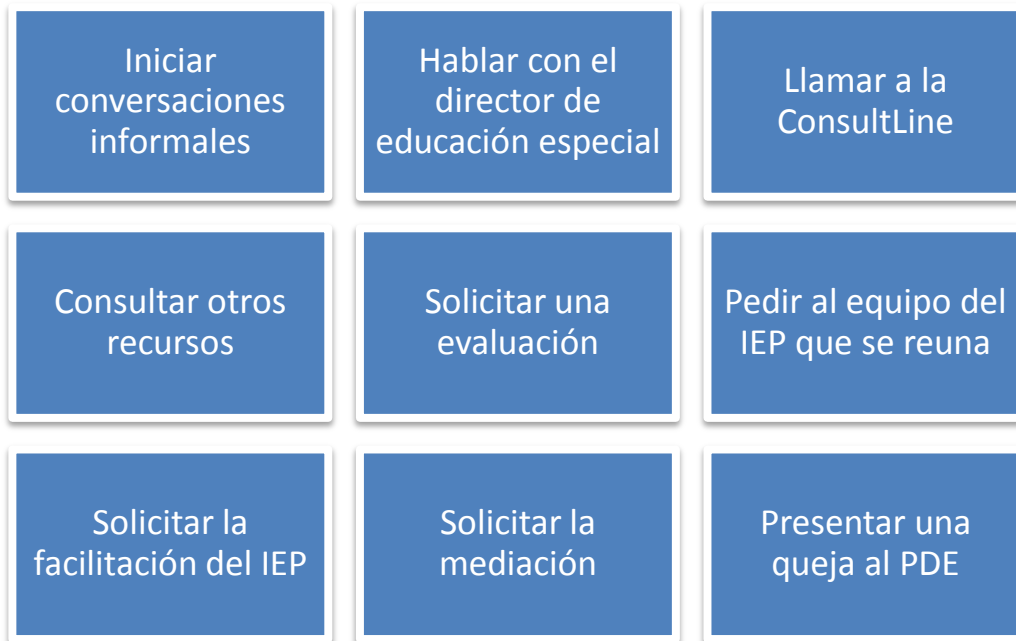 Iniciar
conversaciones
informales
Hablar con el
director de
educación especial
Llamar a la
ConsultLine
Consultar otros
recursos
Solicitar una
evaluación
Pedir al equipo del
IEP que se reuna
Solicitar la
facilitación del IEP
Solicitar la
mediación
Presentar una
queja al PDE